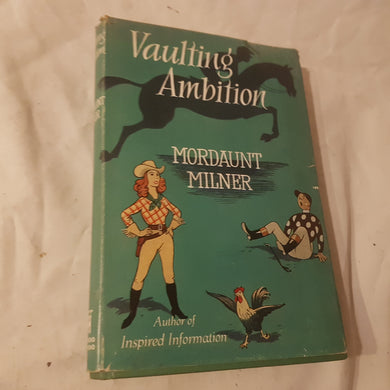 Vaulting
Ambition
MORDAUNT
MILNER
Author of
Inspired Information